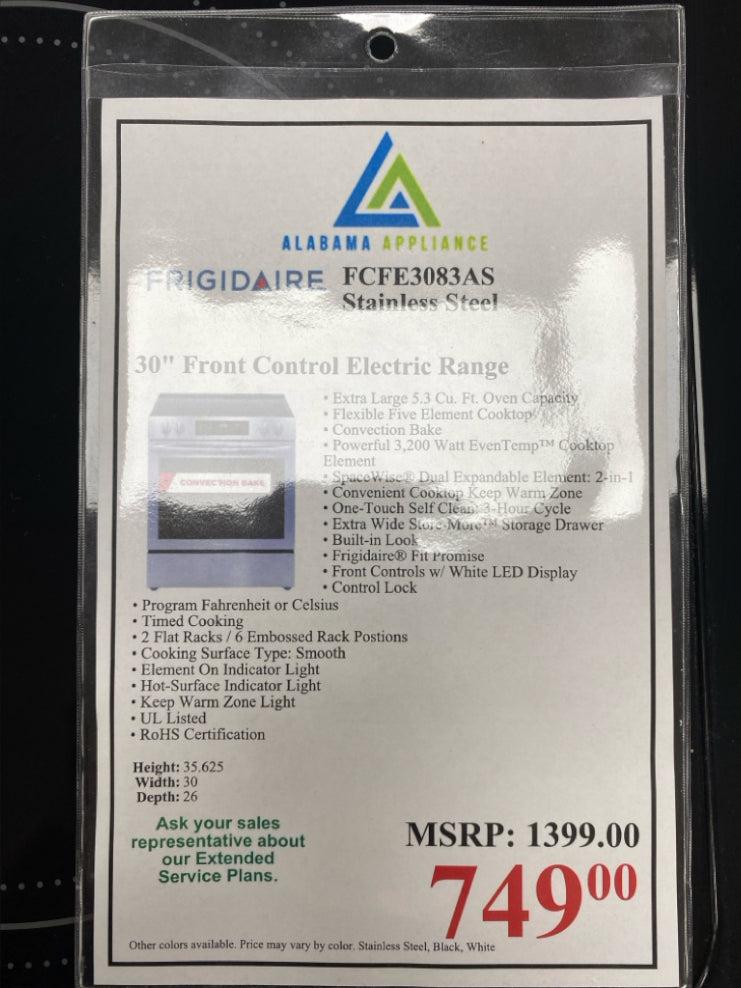 ALABAMA APPLIANCE
FRIGIDAIRE FCFE3083AS
Stainless Steel
30" Front Control Electric Range
• Extra Large 5.3 Cu. Ft. Oven Capacity
• Flexible Five Element Cooktop
• Convection Bake
• Powerful 3,200 Watt EvenTemp™ Cooktop
Element
• SpaceWise® Dual Expandable Element: 2-in-1
• Convenient Cooktop Keep Warm Zone
• One-Touch Self Clean: 3-Hour Cycle
• Extra Wide Store-More™ Storage Drawer
• Built-in Look
• Frigidaire® Fit Promise
• Front Controls w/ White LED Display
• Control Lock
CONVECTION BAKE
• Program Fahrenheit or Celsius
• Timed Cooking
• 2 Flat Racks / 6 Embossed Rack Postions
• Cooking Surface Type: Smooth
• Element On Indicator Light
• Hot-Surface Indicator Light
• Keep Warm Zone Light
• UL Listed
• RoHS Certification
Height: 35.625
Width: 30
Depth: 26
Ask your sales
representative about
our Extended
Service Plans.
MSRP: 1399.00
74900
Other colors available. Price may vary by color. Stainless Steel, Black, White